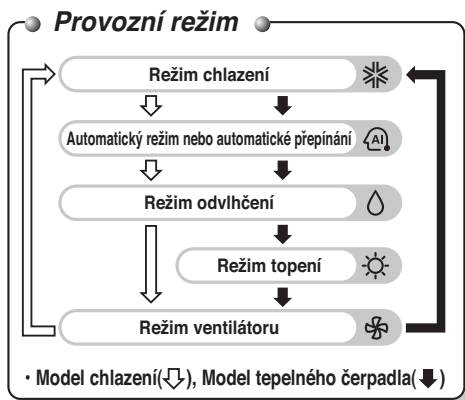 Provozní režim
Režim chlazení
Automatický režim nebo automatické přepínání
AI
Režim odvlhčení
Režim topení
Režim ventilátoru
· Model chlazení(⇩), Model tepelného čerpadla(⬇)